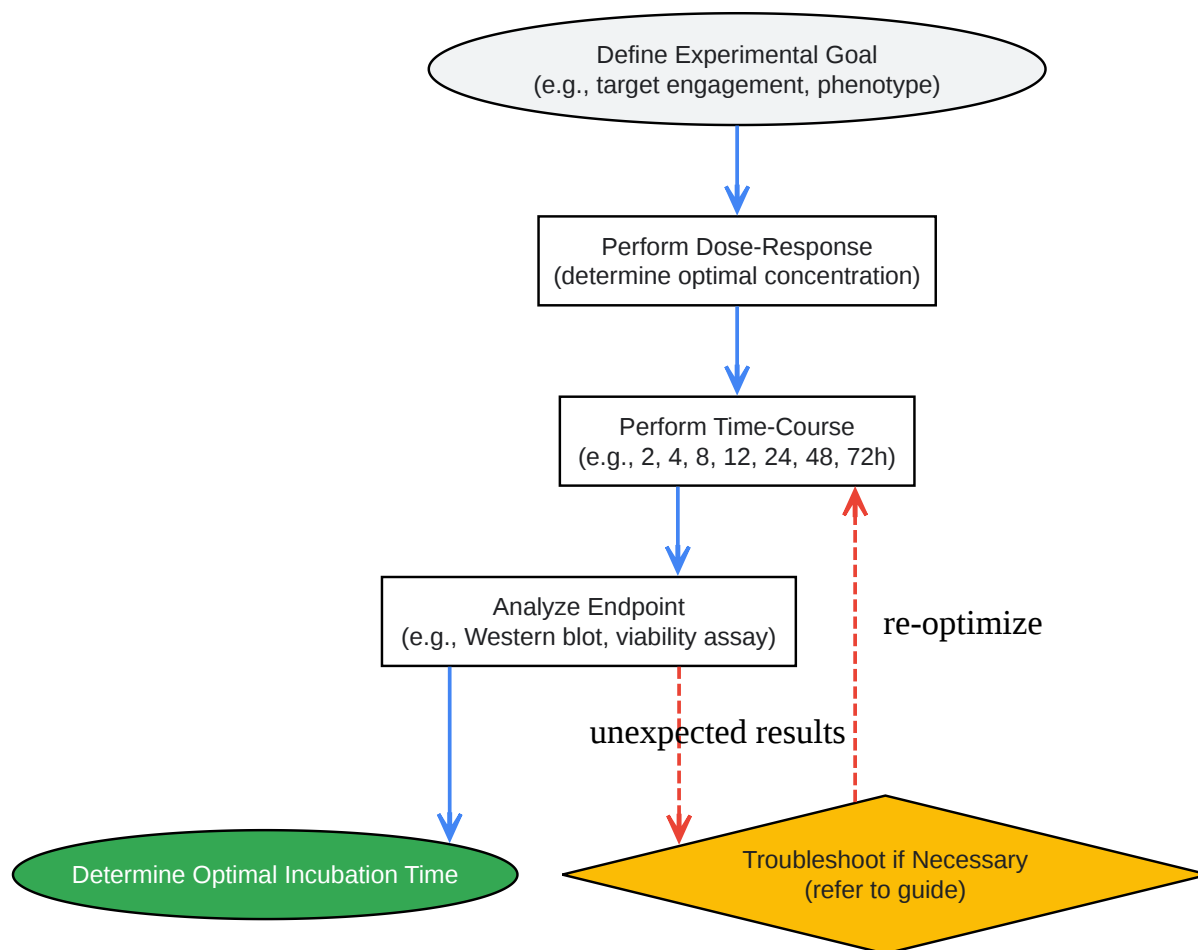 Define Experimental Goal
(e.g., target engagement, phenotype)
Perform Dose-Response
(determine optimal concentration)
Perform Time-Course
(e.g., 2, 4, 8, 12, 24, 48, 72h)
Analyze Endpoint
(e.g., Western blot, viability assay)
re-optimize
unexpected results
Determine Optimal Incubation Time
Troubleshoot if Necessary
(refer to guide)